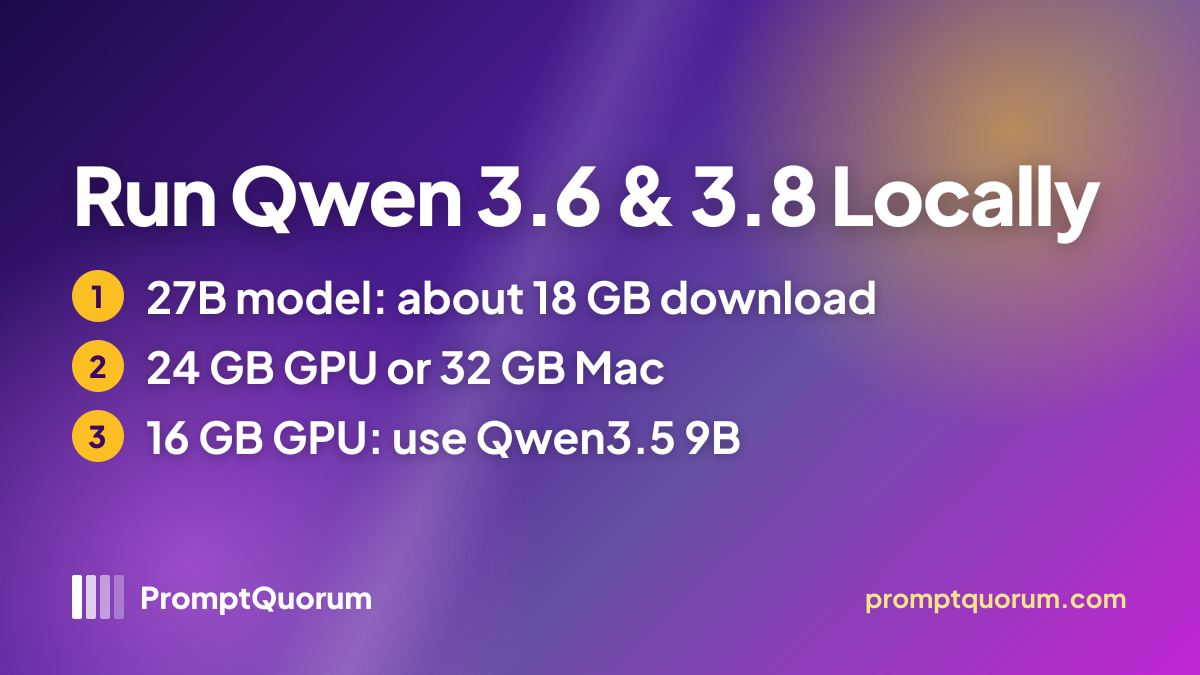 Run Qwen 3.6 & 3.8 Locally
1 27B model: about 18 GB download
2 24 GB GPU or 32 GB Mac
3 16 GB GPU: use Qwen3.5 9B
PromptQuorum
promptquorum.com